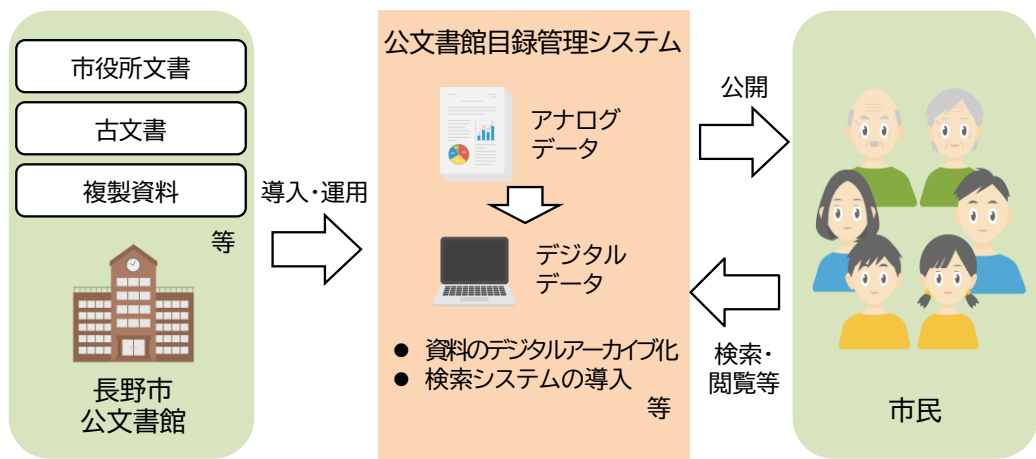 市役所文書
古文書
複製資料
等
長野市
公文書館
導入・運用
公文書館目録管理システム
アナログ
データ
デジタル
データ
● 資料のデジタルアーカイブ化
● 検索システムの導入
等
公開
検索・
閲覧等
市民